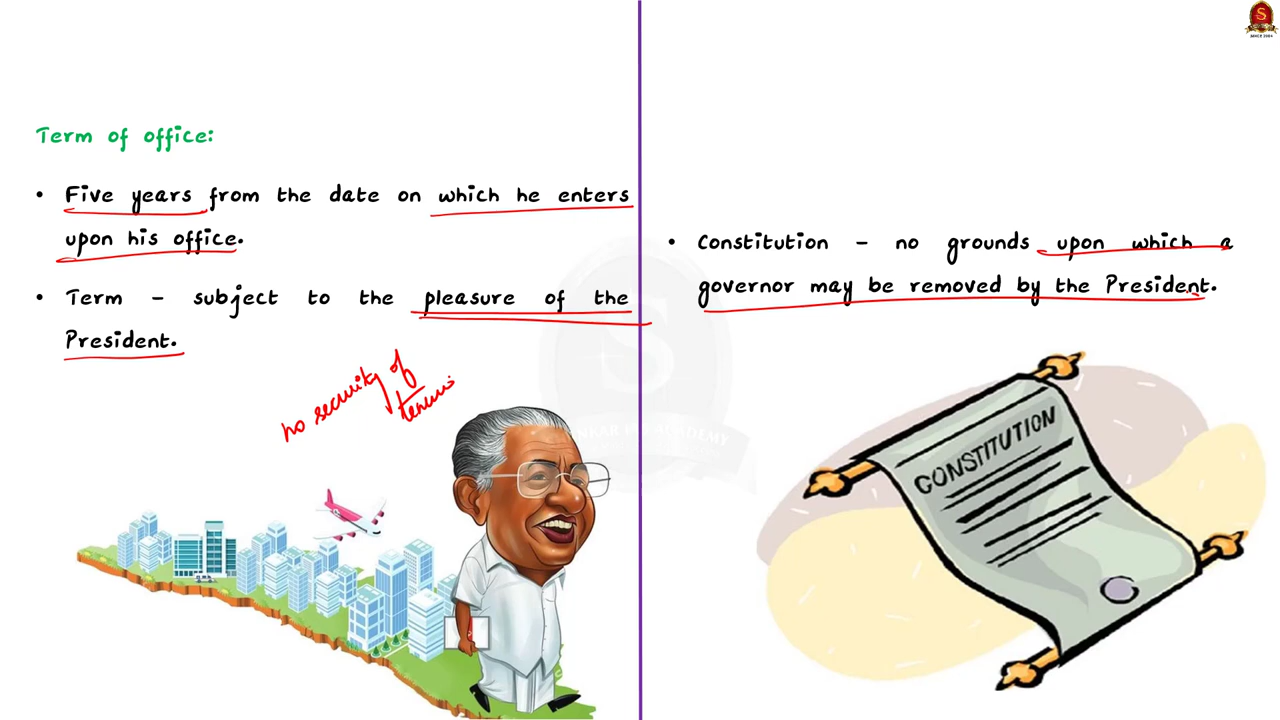 Term of office:
• Five years from the date on which he enters
upon his office.
• Term – subject to the pleasure of the
President.
no security of
• Constitution – no grounds upon which a
governor may be removed by the President.
CONSTITUTION
S
SINCE 2004